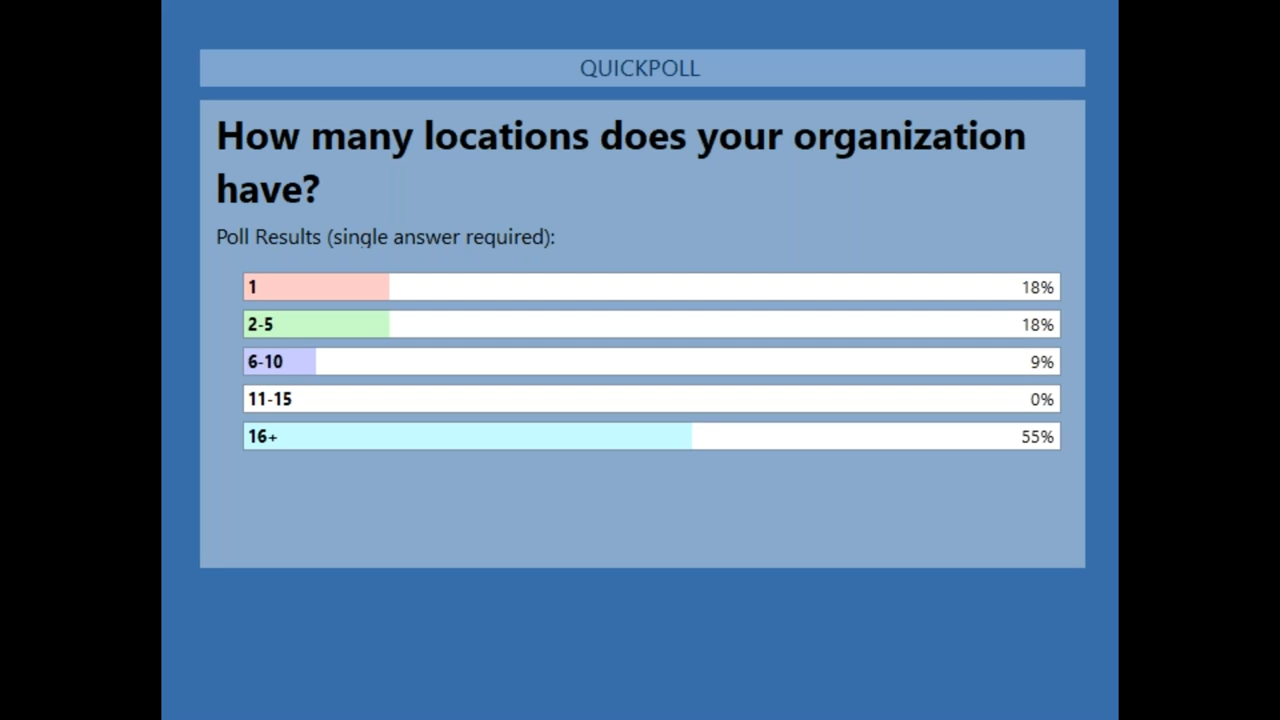 QUICKPOLL
How many locations does your organization
have?
Poll Results (single answer required):
1 18%
2-5 18%
6-10 9%
11-15 0%
16+ 55%